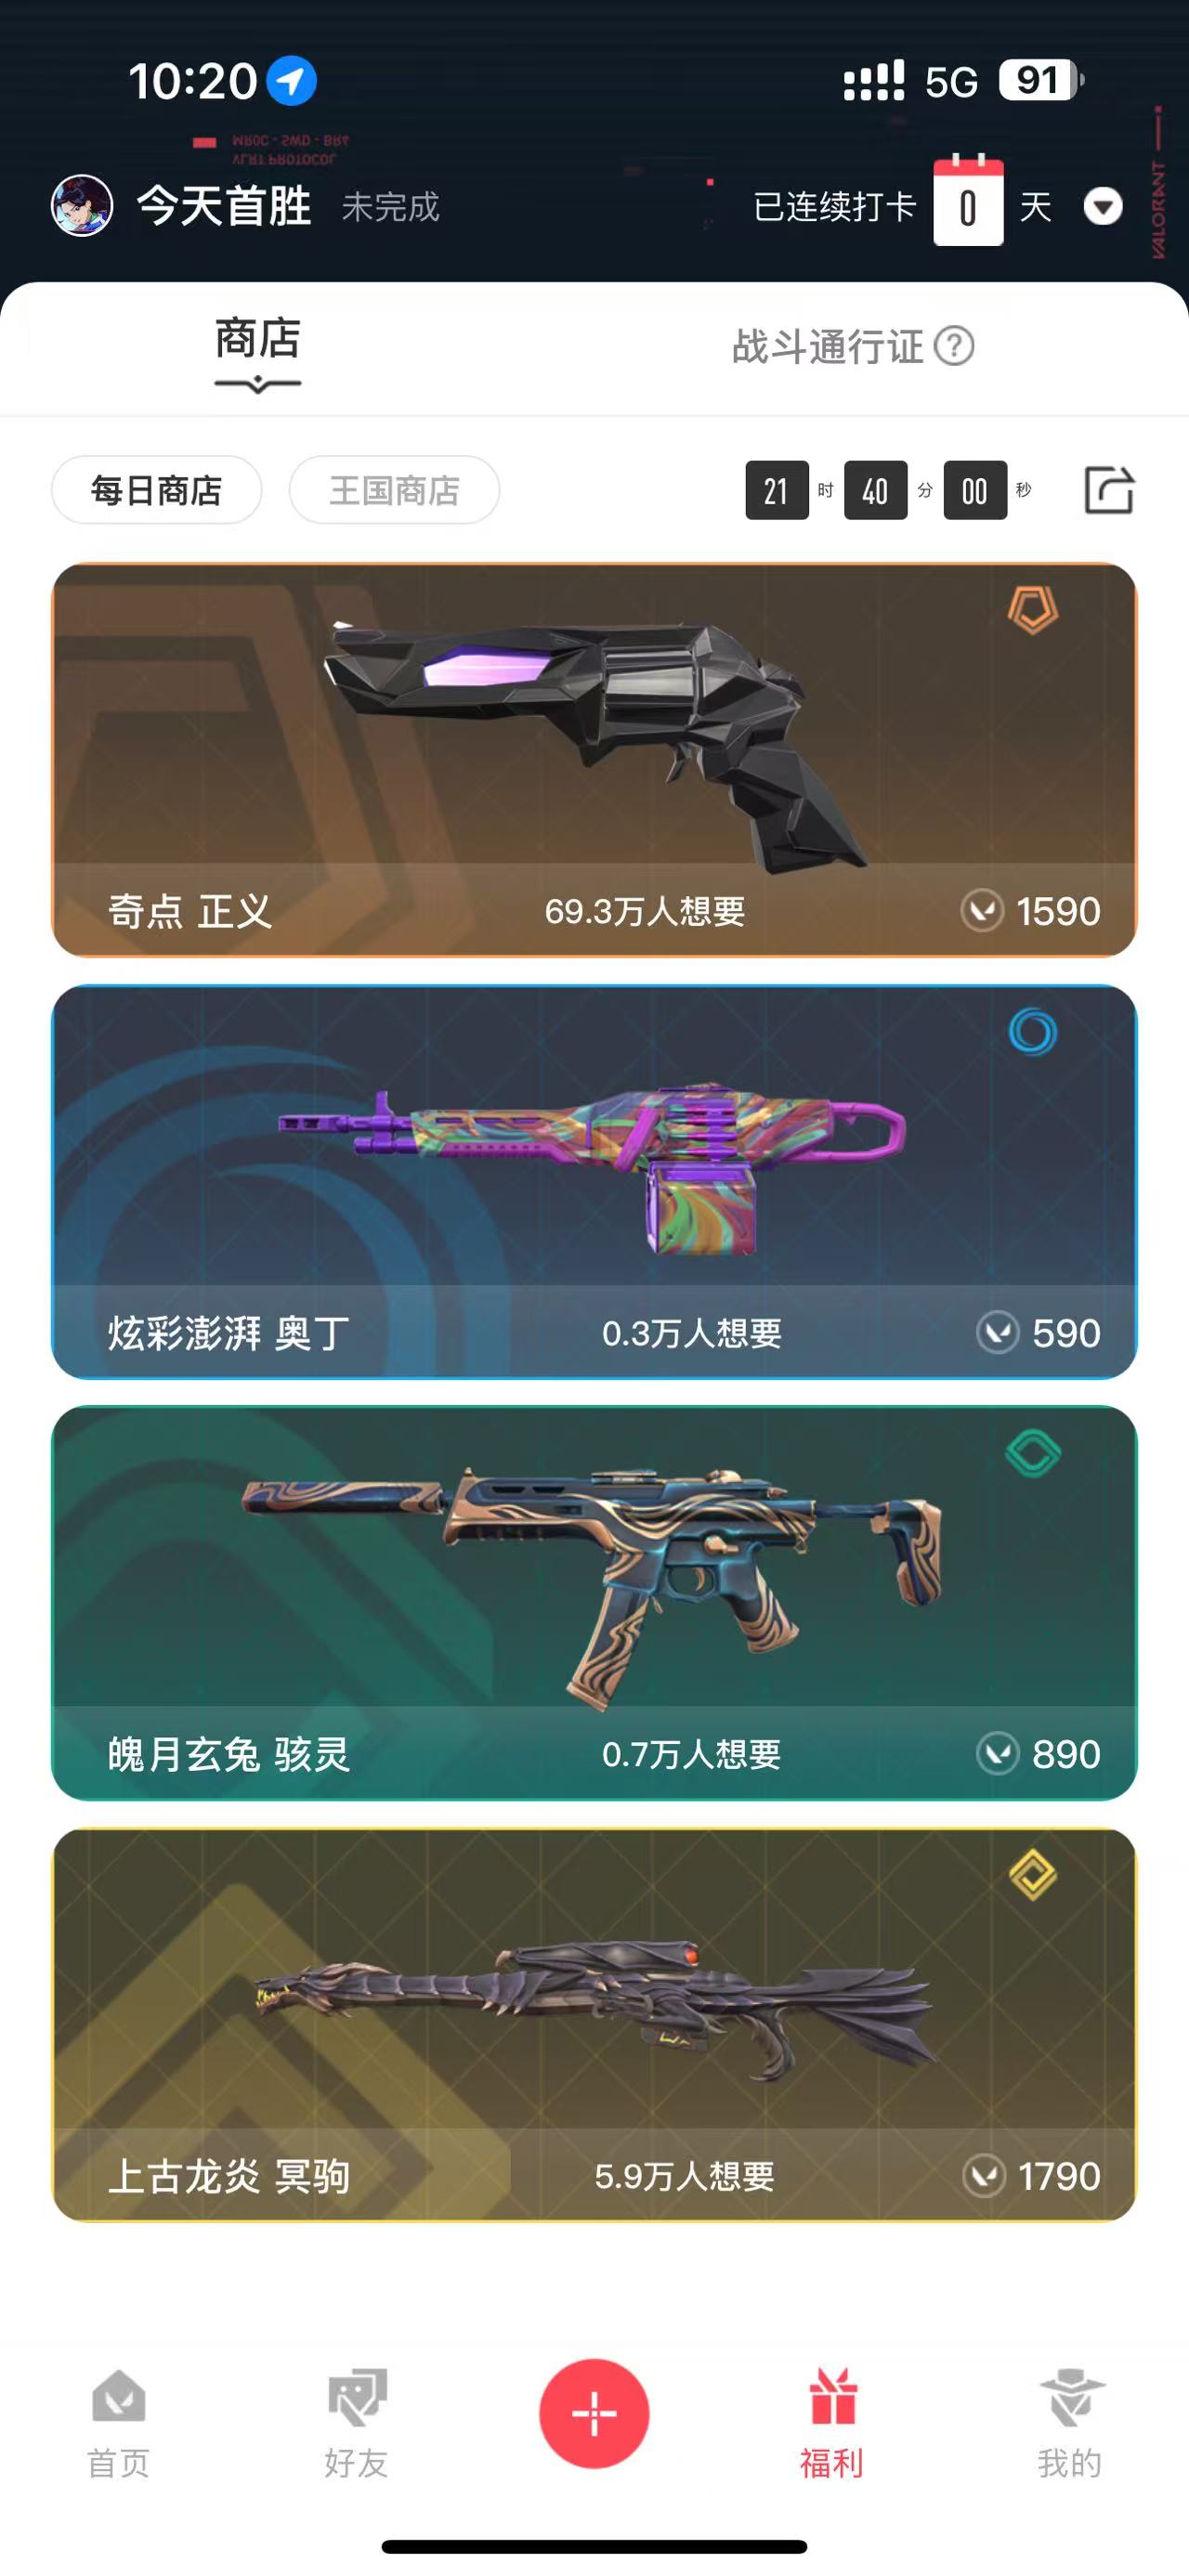 10:20
5G 91
今天首胜 未完成 已连续打卡 0 天
VALORANT
商店 战斗通行证 ?
每日商店 王国商店 21 时 40 分 00 秒
奇点 正义 69.3万人想要 1590
炫彩澎湃 奥丁 0.3万人想要 590
魄月玄兔 骇灵 0.7万人想要 890
上古龙炎 冥驹 5.9万人想要 1790
首页 好友 福利 我的